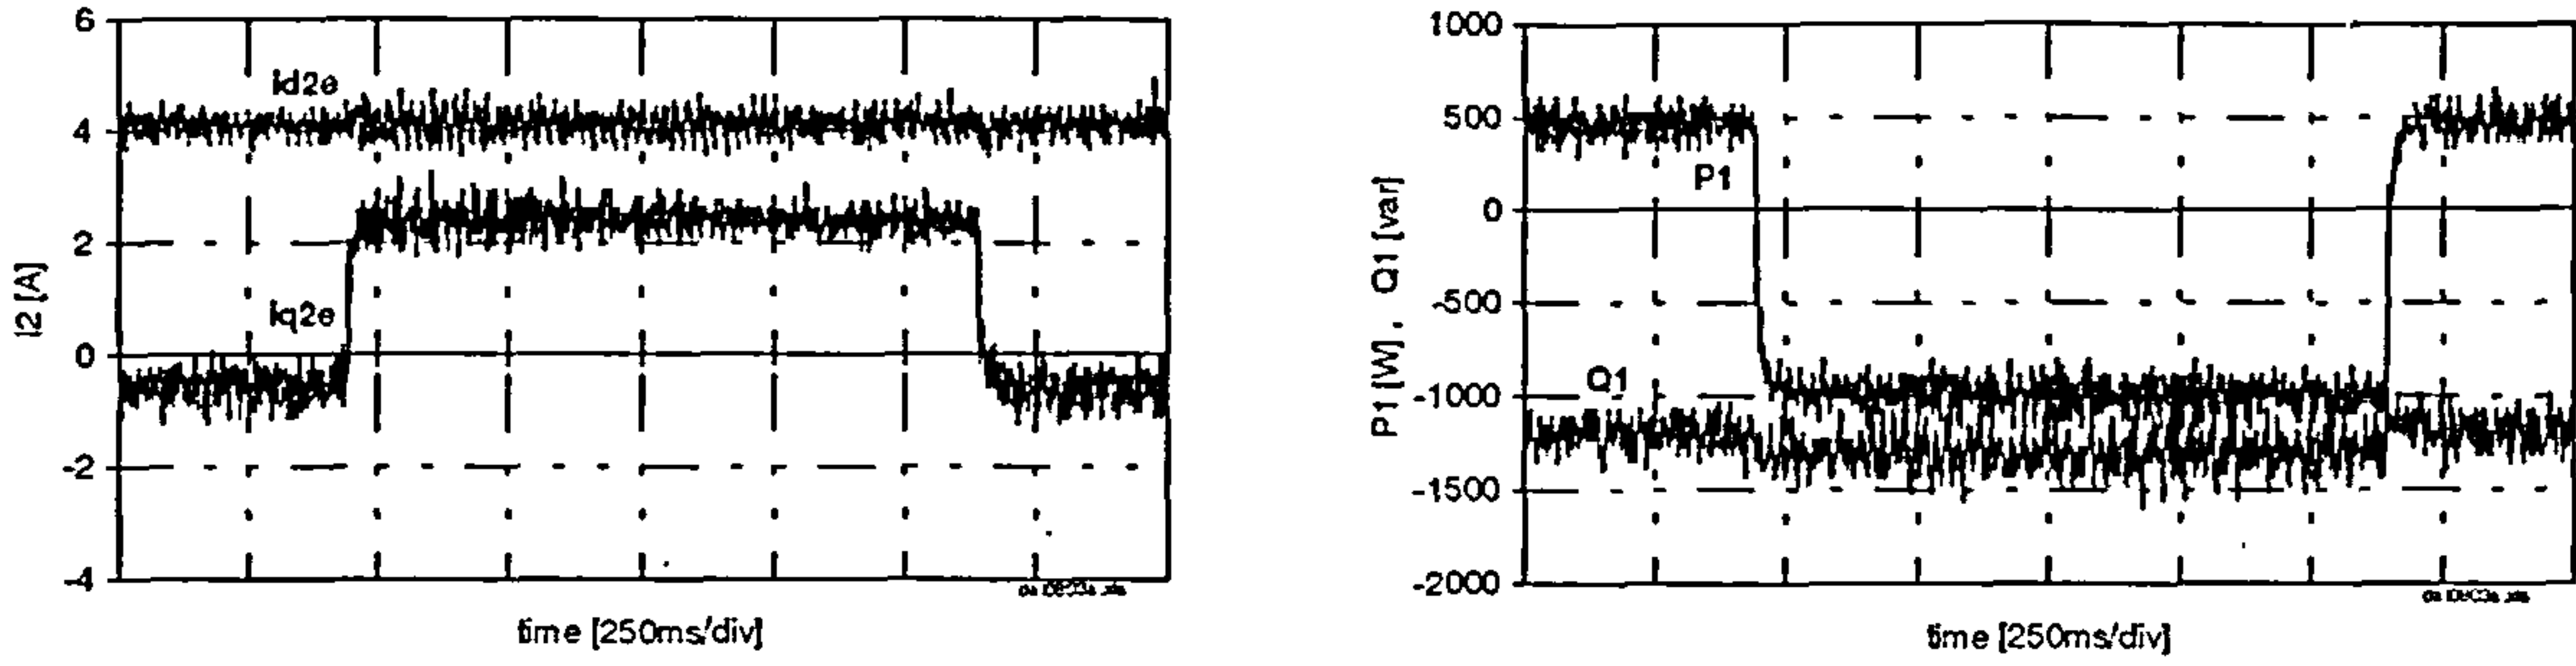 6
4
2
0
-2
-4
I2 [A]
id2e
iq2e
time [250ms/div]
1000
500
0
-500
-1000
-1500
-2000
P1 [W] , Q1 [var]
P1
Q1
time [250ms/div]